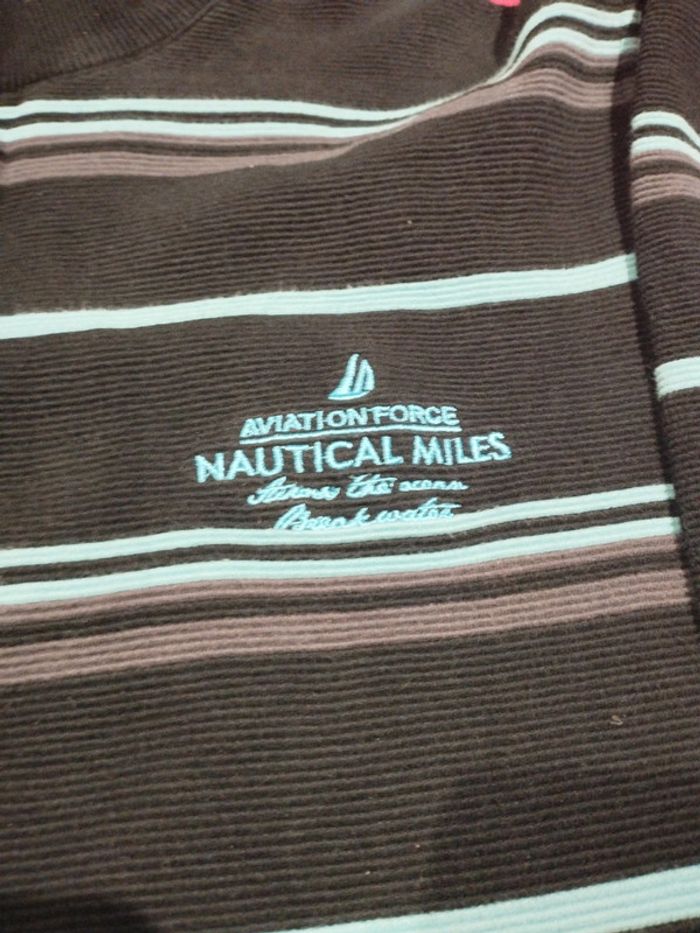 AVIATION FORCE
NAUTICAL MILES
Across the ocean
Break water